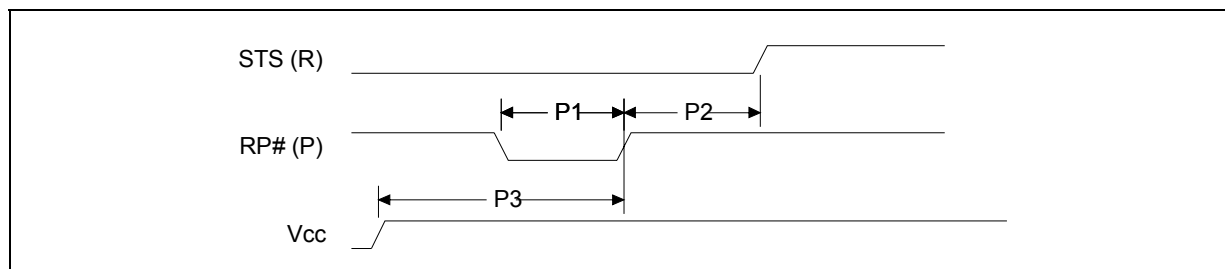 STS (R)
P1
P2
RP# (P)
P3
Vcc